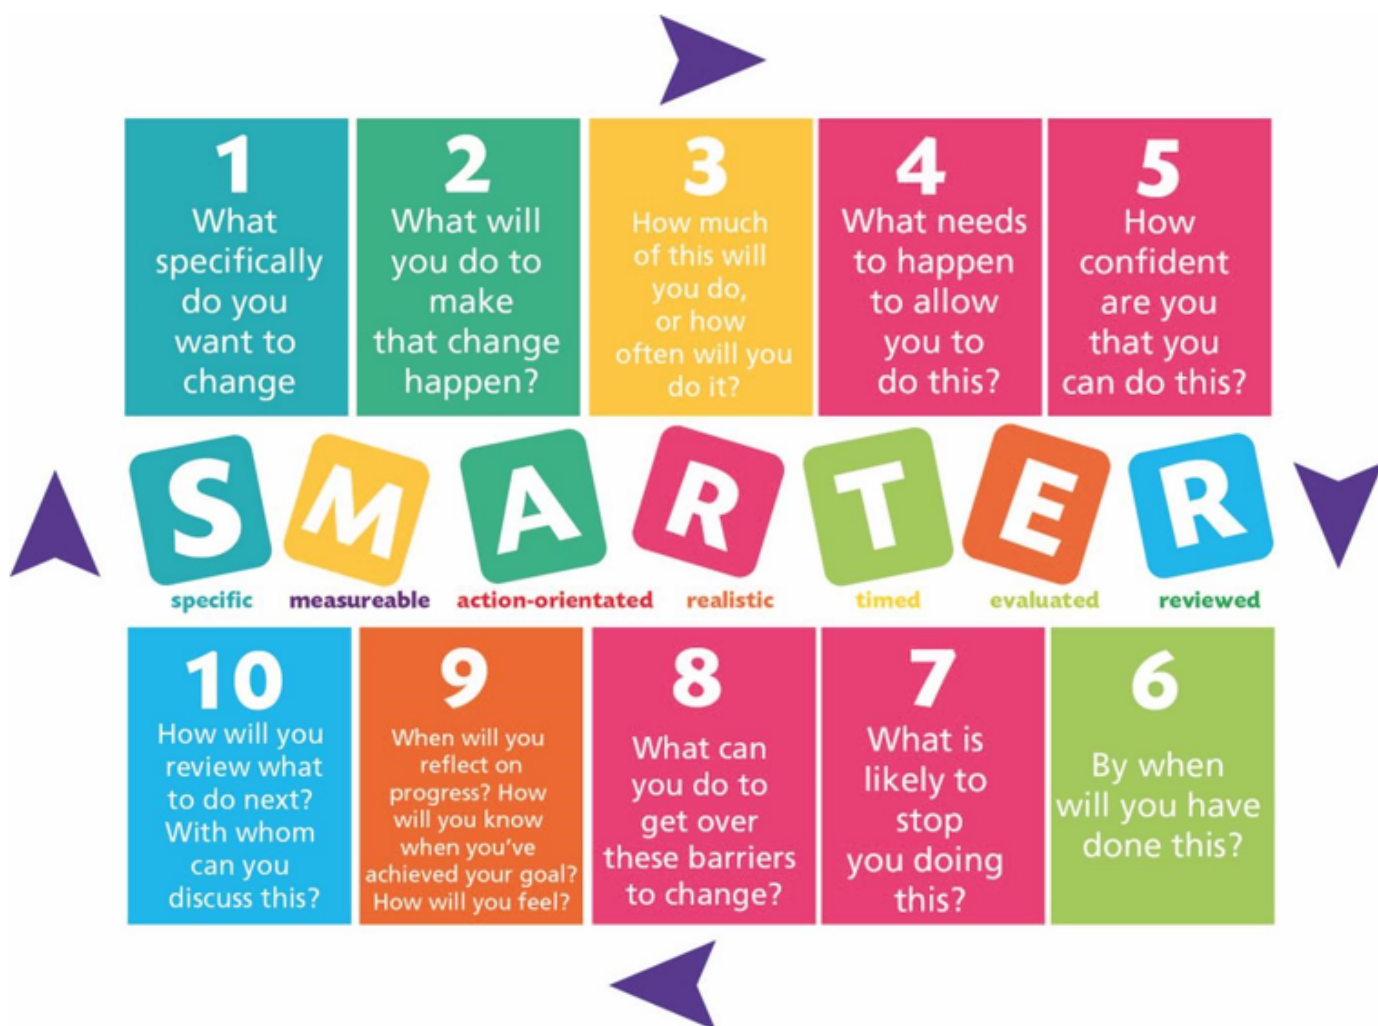 1
What
specifically
do you
want to
change
2
What will
you do to
make
that change
happen?
3
How much
of this will
you do,
or how
often will you
do it?
4
What needs
to happen
to allow
you to
do this?
5
How
confident
are you
that you
can do this?
S M A R T E R
specific measureable action-orientated realistic timed evaluated reviewed
10
How will you
review what
to do next?
With whom
can you
discuss this?
9
When will you
reflect on
progress? How
will you know
when you've
achieved your goal?
How will you feel?
8
What can
you do to
get over
these barriers
to change?
7
What is
likely to
stop
you doing
this?
6
By when
will you have
done this?